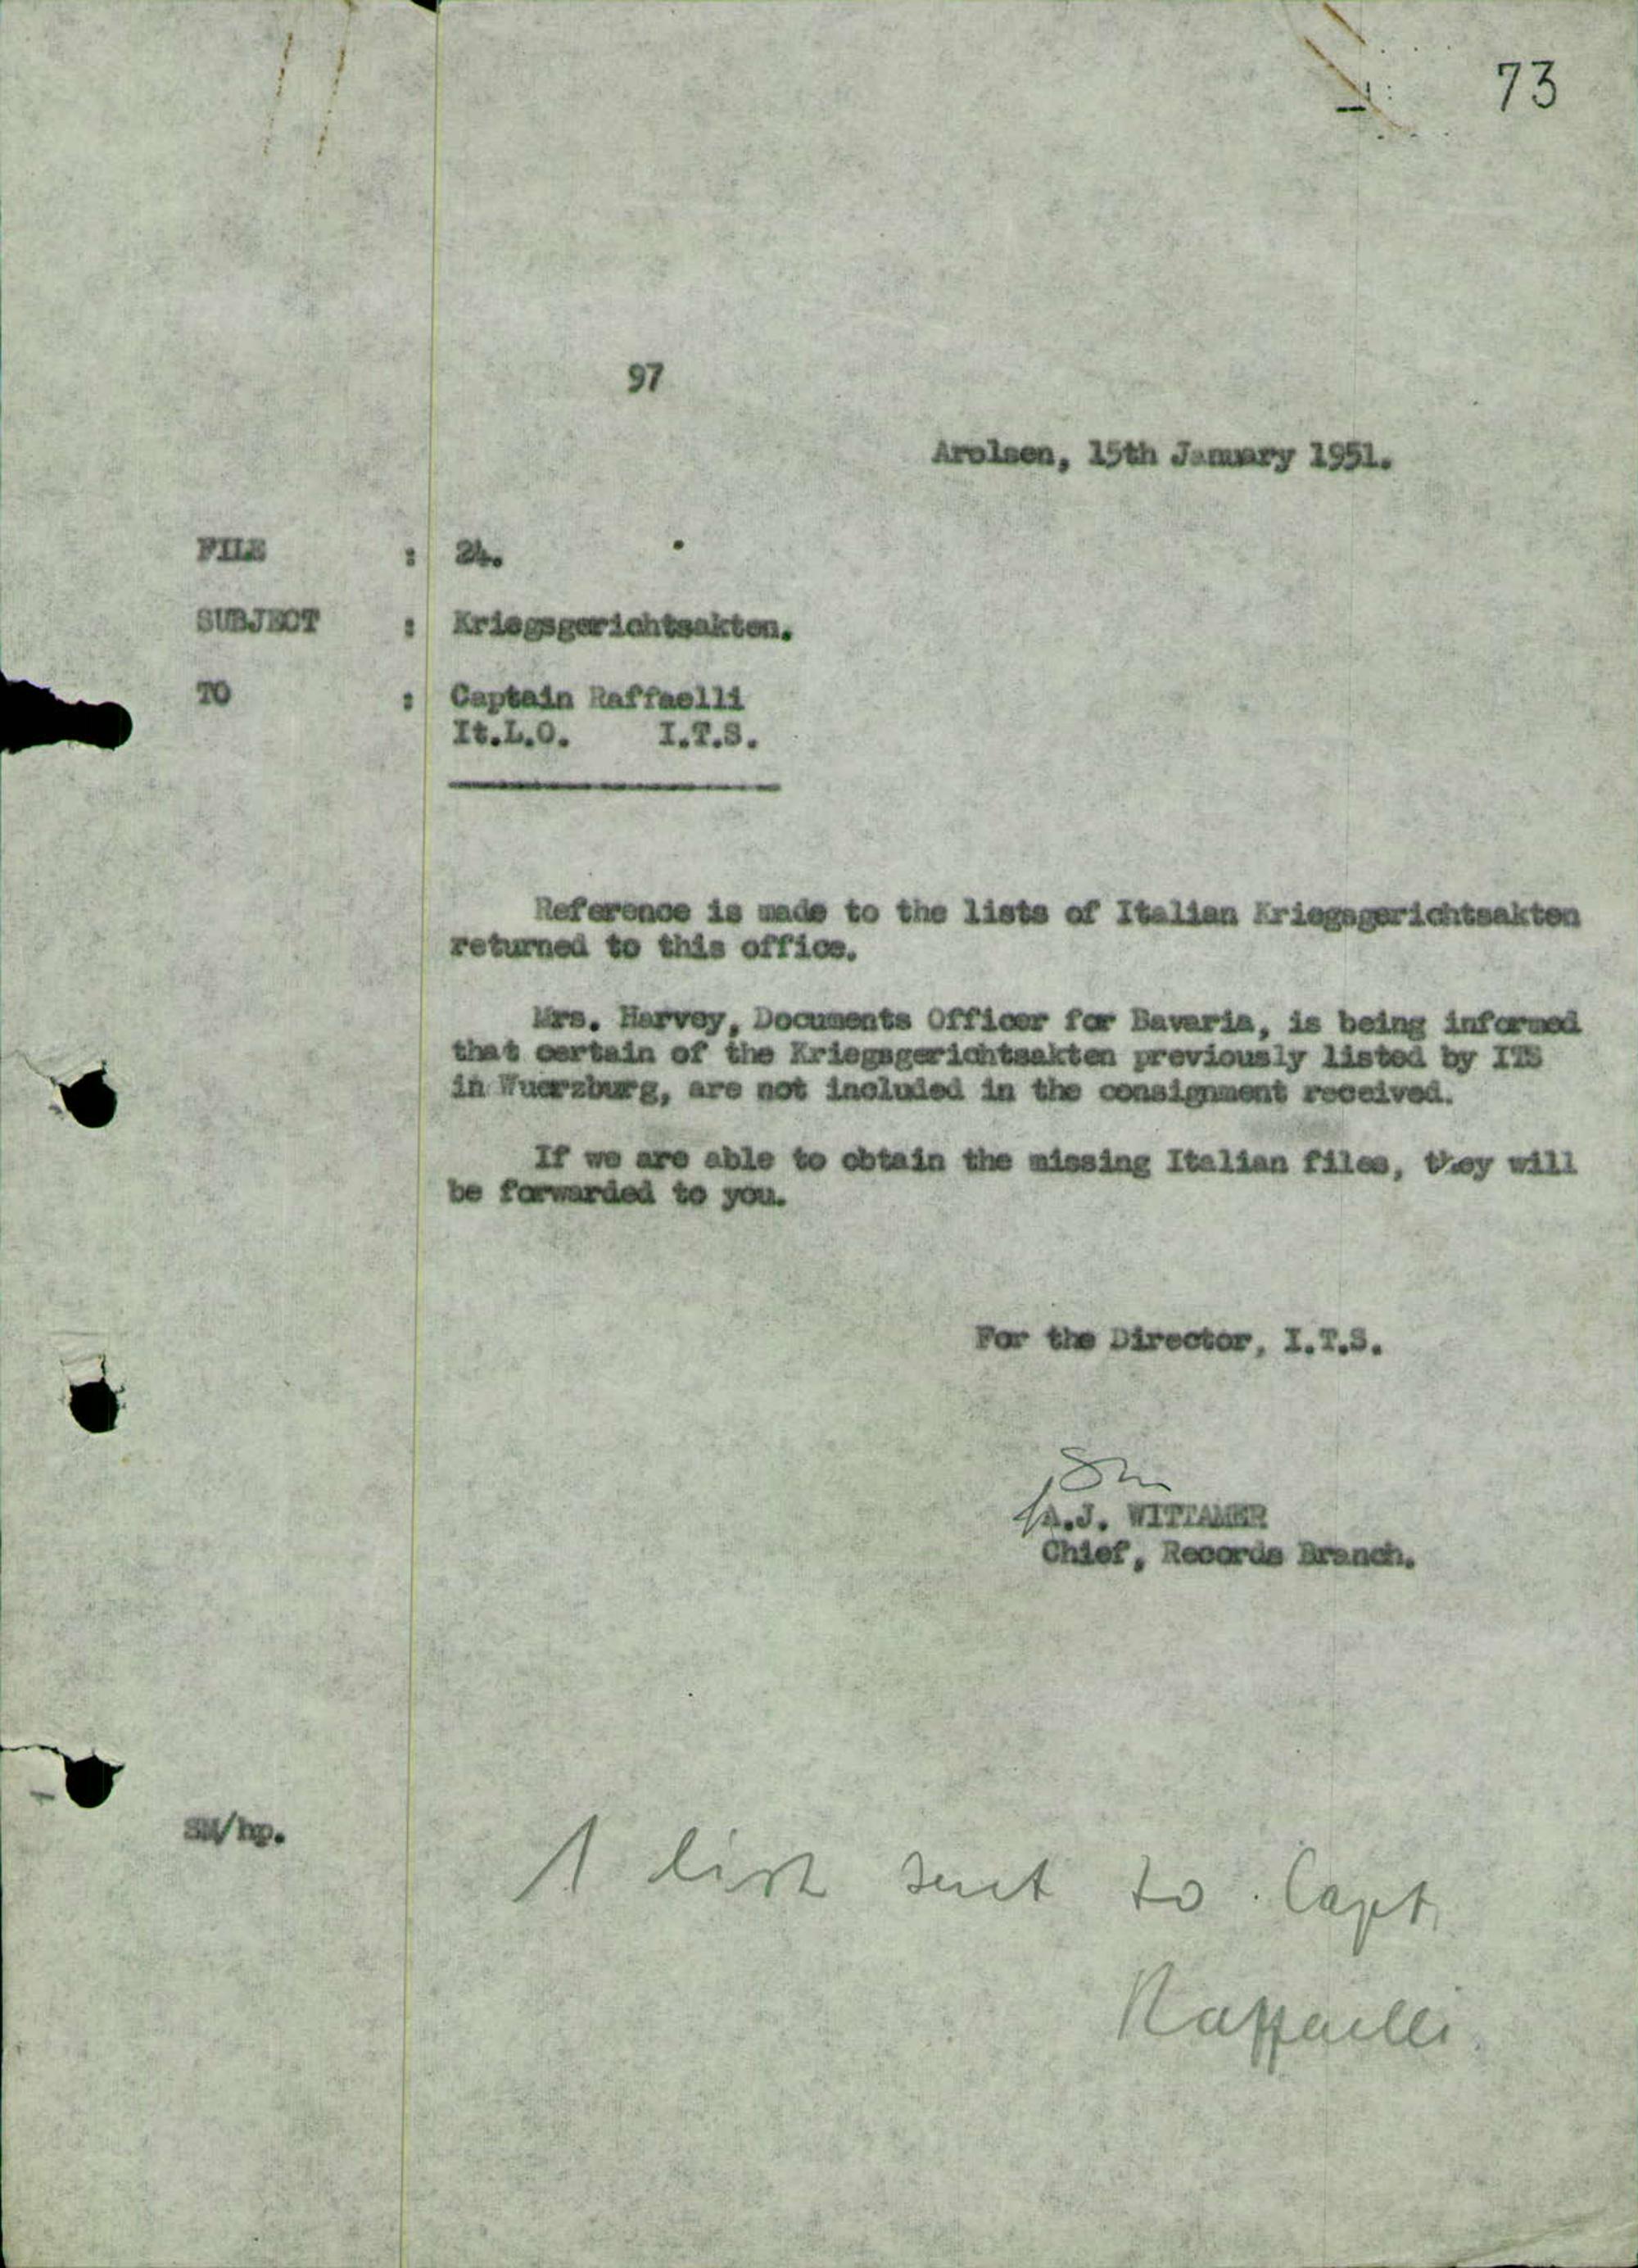 73
97
Arolsen, 15th January 1951.
FILE : 24.
SUBJECT : Kriegsgerichtsakten.
TO : Captain Raffaelli
It.L.O. I.T.S.
Reference is made to the lists of Italian Kriegsgerichtsakten
returned to this office.
Mrs. Harvey, Documents Officer for Bavaria, is being informed
that certain of the Kriegsgerichtsakten previously listed by ITS
in Wuerzburg, are not included in the consignment received.
If we are able to obtain the missing Italian files, they will
be forwarded to you.
For the Director, I.T.S.
A.J. WITTAMER
Chief, Records Branch.
SM/hp.
1 list sent to Capt.
Raffaelli